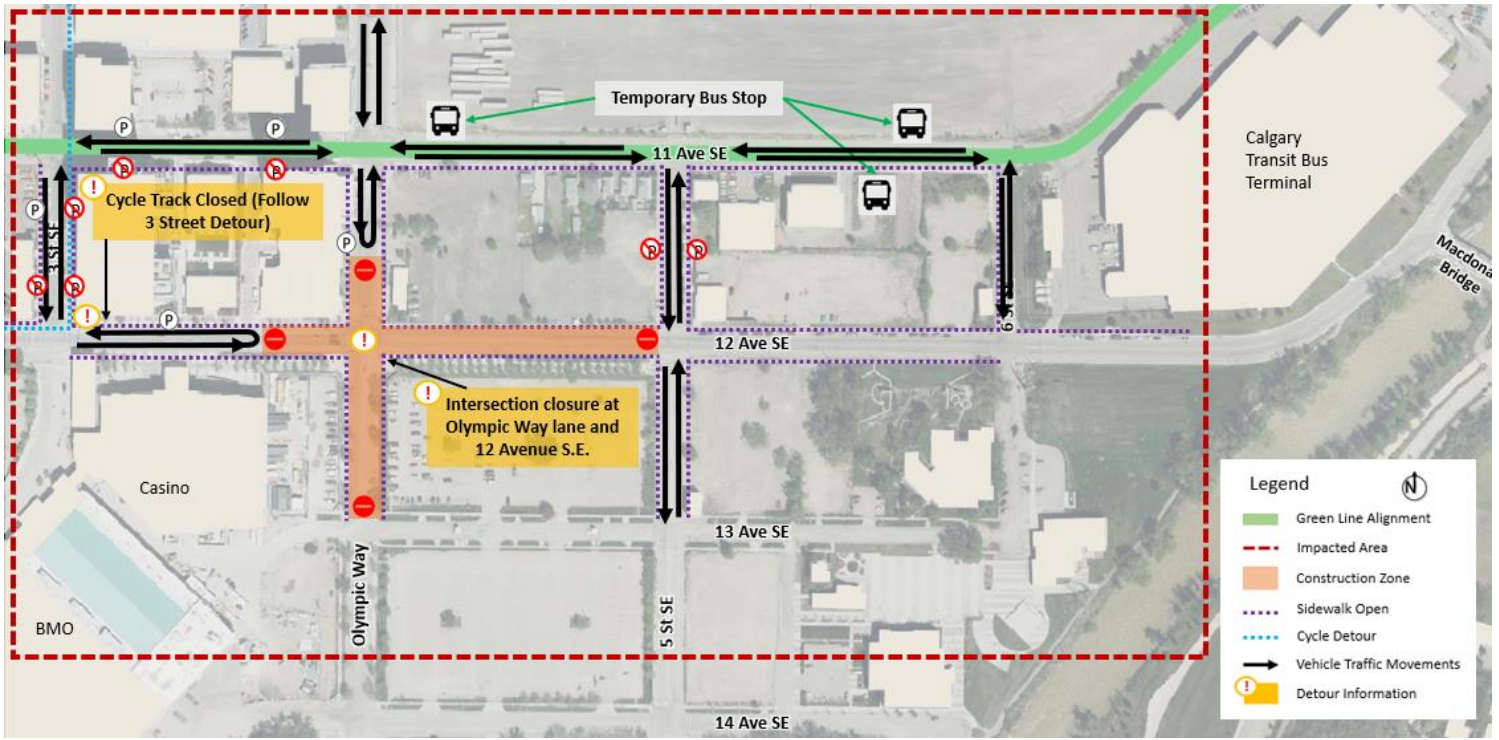 P
P
Temporary Bus Stop
11 Ave SE
Calgary
Transit Bus
Terminal
P
P
!
Cycle Track Closed (Follow
3 Street Detour)
P
P
3 St SE
P
P
P
Macdona
Bridge
P
P
!
P
6 St
!
12 Ave SE
!
Intersection closure at
Olympic Way lane and
12 Avenue S.E.
Casino
13 Ave SE
BMO
Olympic Way
5 St SE
14 Ave SE
Legend
N
Green Line Alignment
Impacted Area
Construction Zone
Sidewalk Open
Cycle Detour
Vehicle Traffic Movements
!
Detour Information